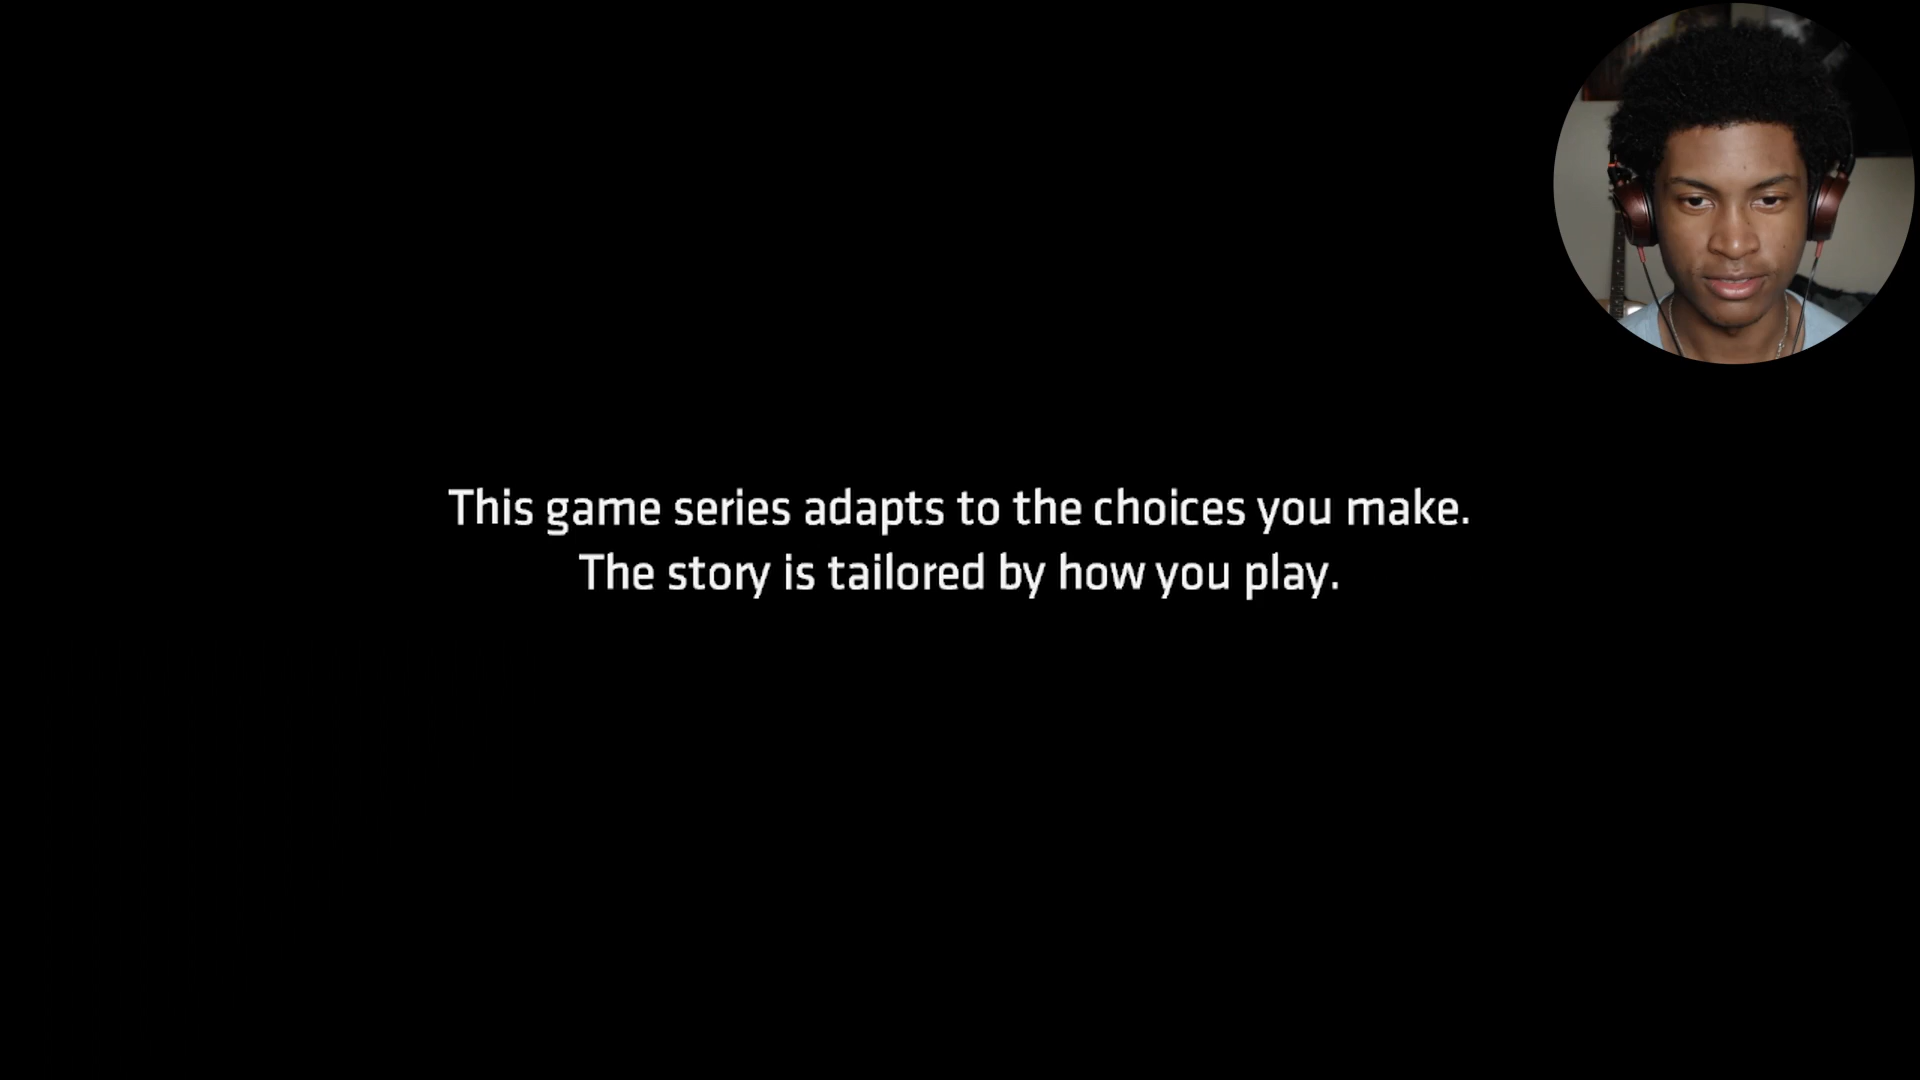 This game series adapts to the choices you make.
The story is tailored by how you play.